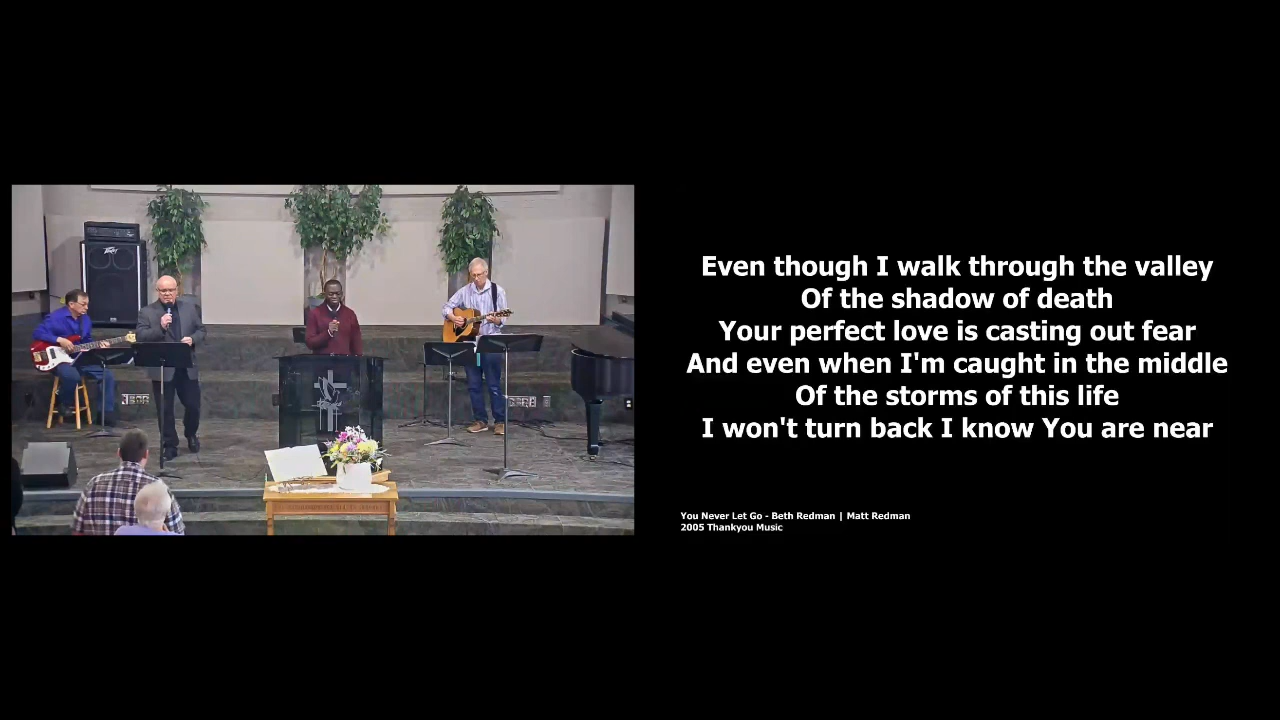 PEAVEY
Even though I walk through the valley
Of the shadow of death
Your perfect love is casting out fear
And even when I'm caught in the middle
Of the storms of this life
I won't turn back I know You are near
You Never Let Go - Beth Redman | Matt Redman
2005 Thankyou Music